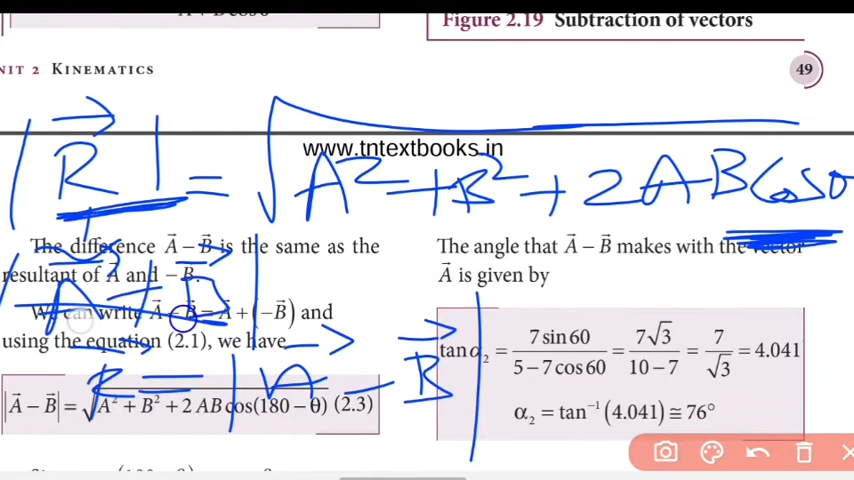 A + B cos θ
Figure 2.19 Subtraction of vectors
NIT 2 KINEMATICS
49
www.tntextbooks.in
|R⃗| = √A² + B² + 2AB Cosθ
The difference A⃗ − B⃗ is the same as the
resultant of A⃗ and − B⃗.
We can write A⃗ − B⃗ = A⃗ + (−B⃗) and
using the equation (2.1), we have
|A⃗ − B⃗| = √A² + B² + 2 AB cos(180 − θ) (2.3)
|A⃗ + B⃗|
R⃗ = |A⃗ − B⃗|
The angle that A⃗ − B⃗ makes with the vector
A⃗ is given by
tan α₂ = 7 sin 60 / 5 − 7 cos 60 = 7√3 / 10 − 7 = 7 / √3 = 4.041
α₂ = tan⁻¹ (4.041) ≅ 76°